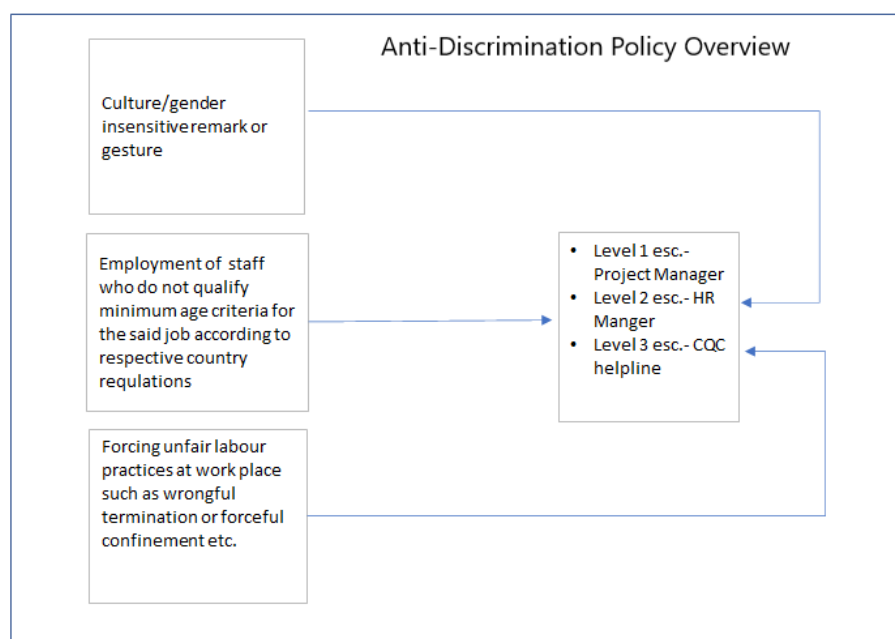 Anti-Discrimination Policy Overview
Culture/gender
insensitive remark or
gesture
Employment of staff
who do not qualify
minimum age criteria for
the said job according to
respective country
requlations
Forcing unfair labour
practices at work place
such as wrongful
termination or forceful
confinement etc.
• Level 1 esc.-
Project Manager
• Level 2 esc.- HR
Manger
• Level 3 esc.- CQC
helpline